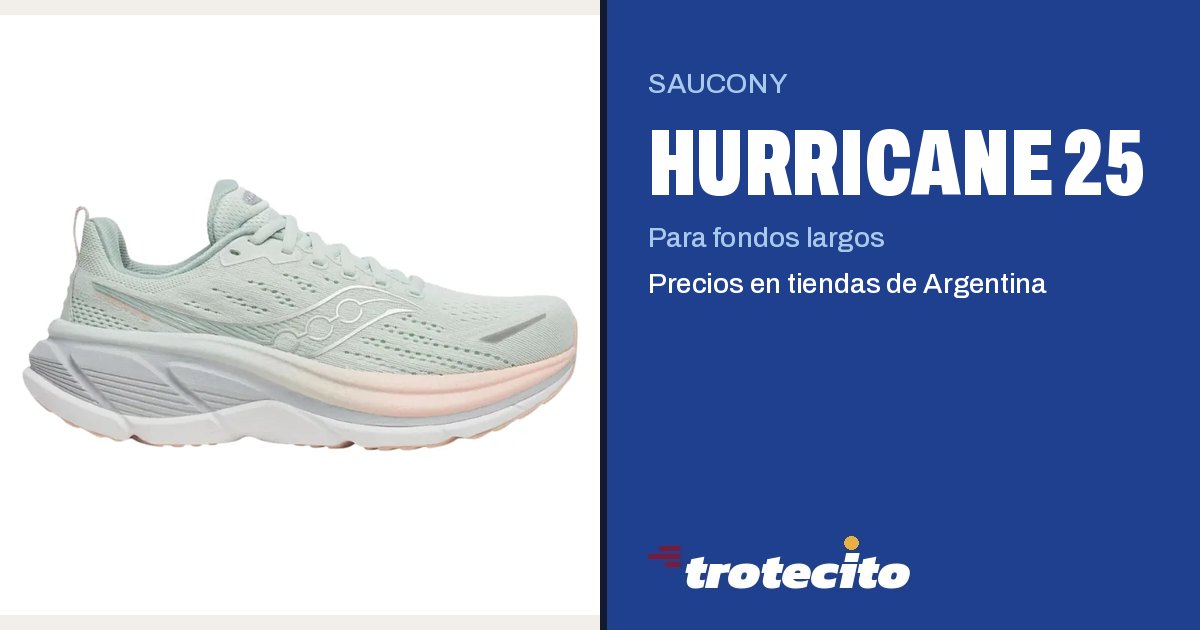 SAUCONY
HURRICANE 25
Para fondos largos
Precios en tiendas de Argentina
trotecito